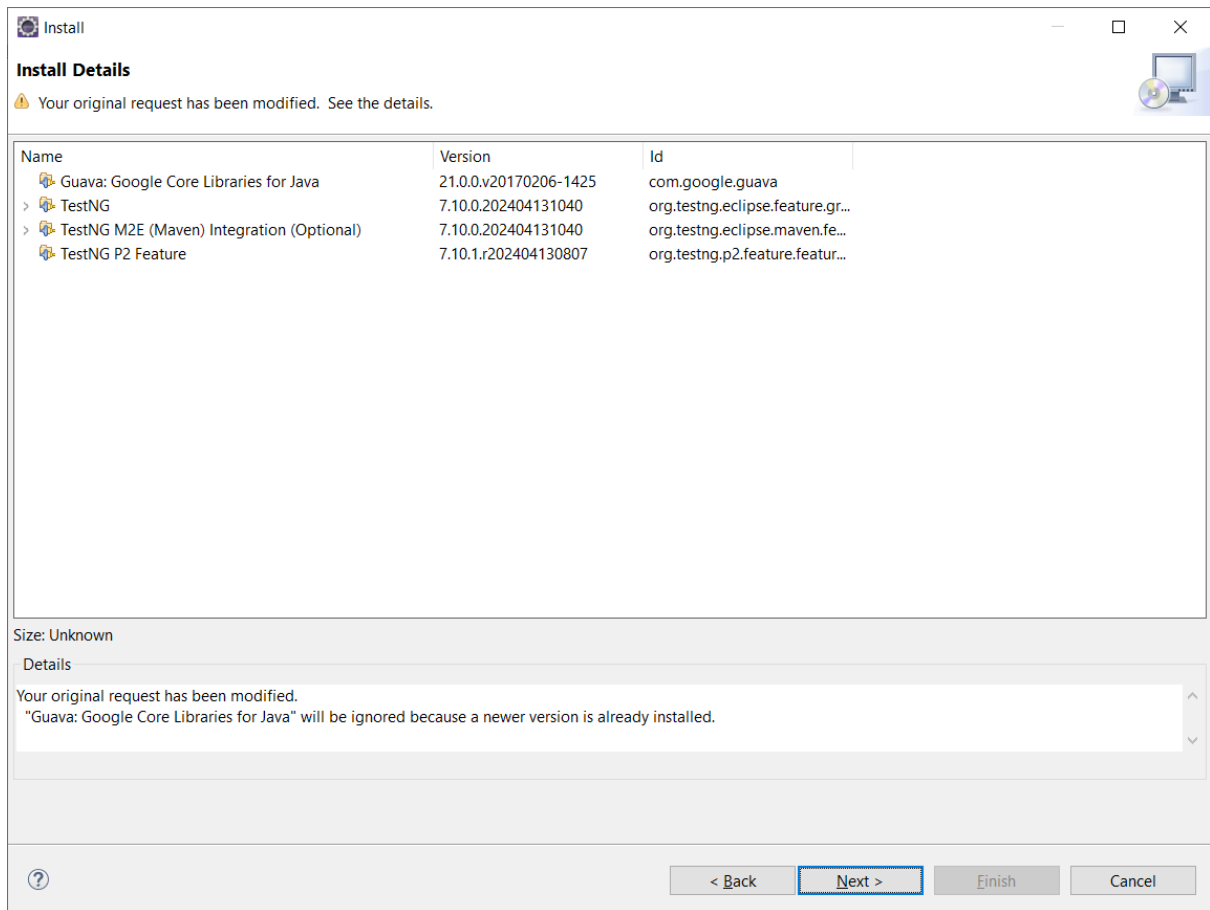 Install
Install Details
Your original request has been modified. See the details.
Name Version Id
Guava: Google Core Libraries for Java 21.0.0.v20170206-1425 com.google.guava
> TestNG 7.10.0.202404131040 org.testng.eclipse.feature.gr...
> TestNG M2E (Maven) Integration (Optional) 7.10.0.202404131040 org.testng.eclipse.maven.fe...
TestNG P2 Feature 7.10.1.r202404130807 org.testng.p2.feature.featur...
Size: Unknown
Details
Your original request has been modified.
"Guava: Google Core Libraries for Java" will be ignored because a newer version is already installed.
? < Back Next > Finish Cancel